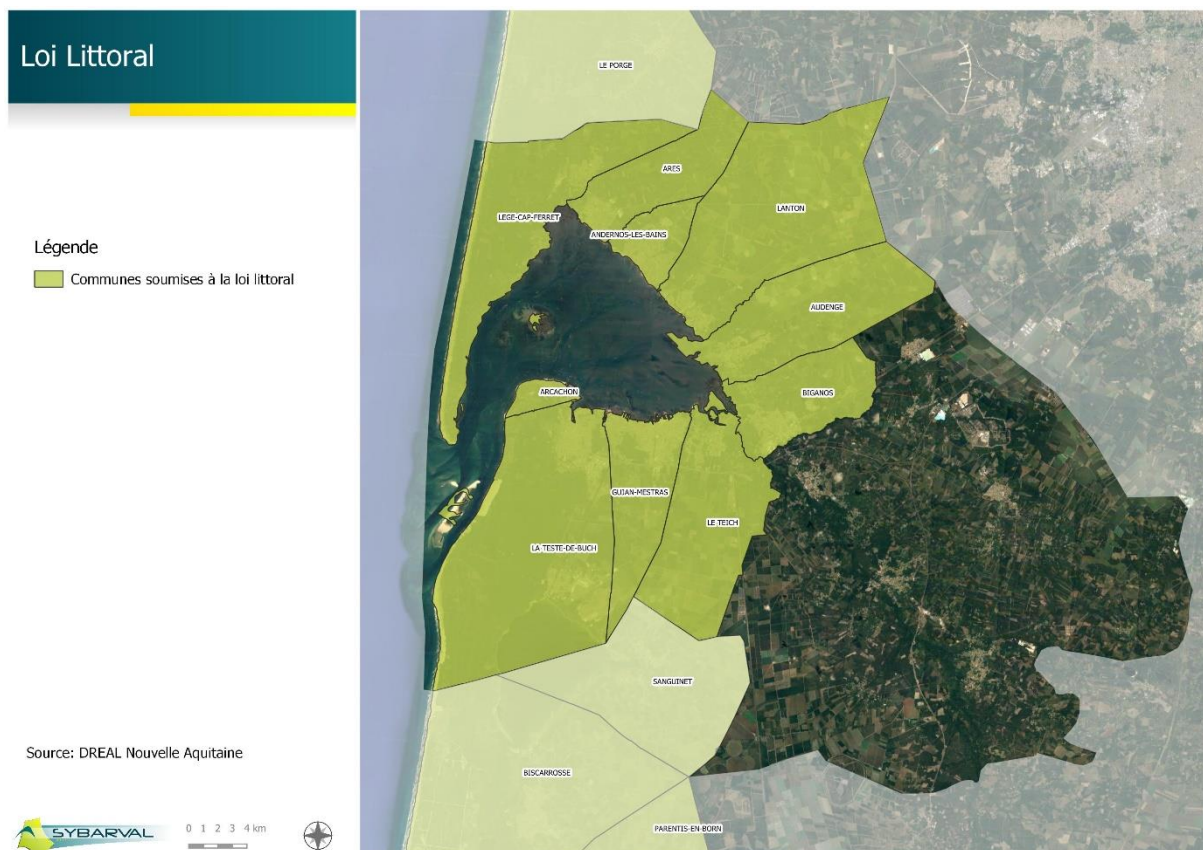 Loi Littoral
Légende
Communes soumises à la loi littoral
Source: DREAL Nouvelle Aquitaine
SYBARVAL
0 1 2 3 4 km
LE PORGE
ARES
LEGE-CAP-FERRET
ANDERNOS-LES-BAINS
LANTON
AUDENGE
ARCACHON
BIGANOS
GUJAN-MESTRAS
LE TEICH
LA TESTE-DE-BUCH
SANGUINET
BISCARROSSE
PARENTIS-EN-BORN